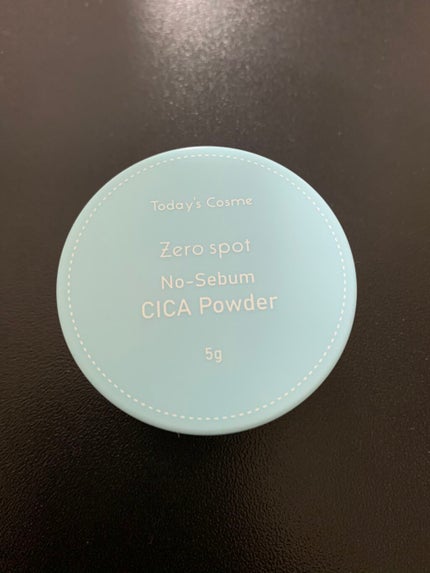 Today's Cosme
Zero spot
No-Sebum
CICA Powder
5g